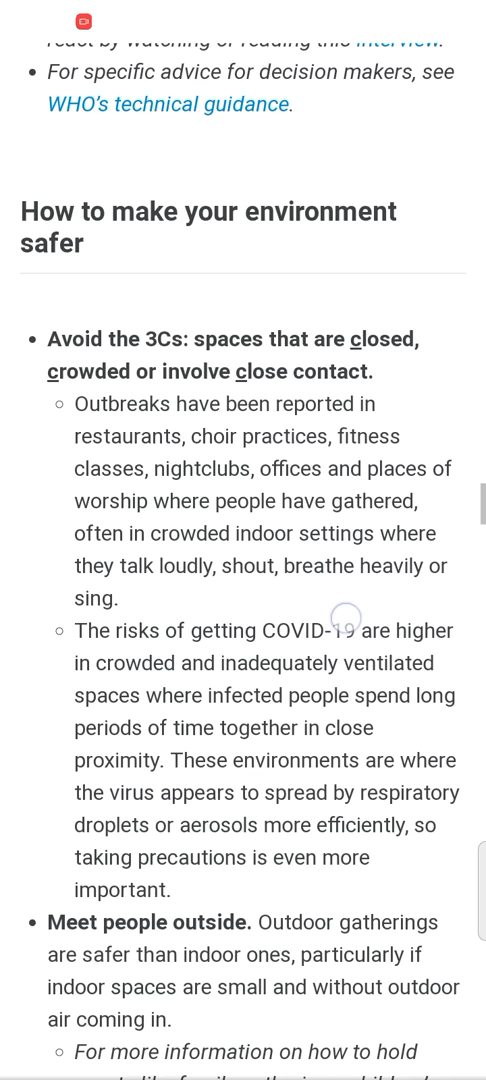 react by watching or reading this interview.
• For specific advice for decision makers, see
WHO’s technical guidance.
How to make your environment
safer
• Avoid the 3Cs: spaces that are closed,
crowded or involve close contact.
○ Outbreaks have been reported in
restaurants, choir practices, fitness
classes, nightclubs, offices and places of
worship where people have gathered,
often in crowded indoor settings where
they talk loudly, shout, breathe heavily or
sing.
○ The risks of getting COVID-19 are higher
in crowded and inadequately ventilated
spaces where infected people spend long
periods of time together in close
proximity. These environments are where
the virus appears to spread by respiratory
droplets or aerosols more efficiently, so
taking precautions is even more
important.
• Meet people outside. Outdoor gatherings
are safer than indoor ones, particularly if
indoor spaces are small and without outdoor
air coming in.
○ For more information on how to hold